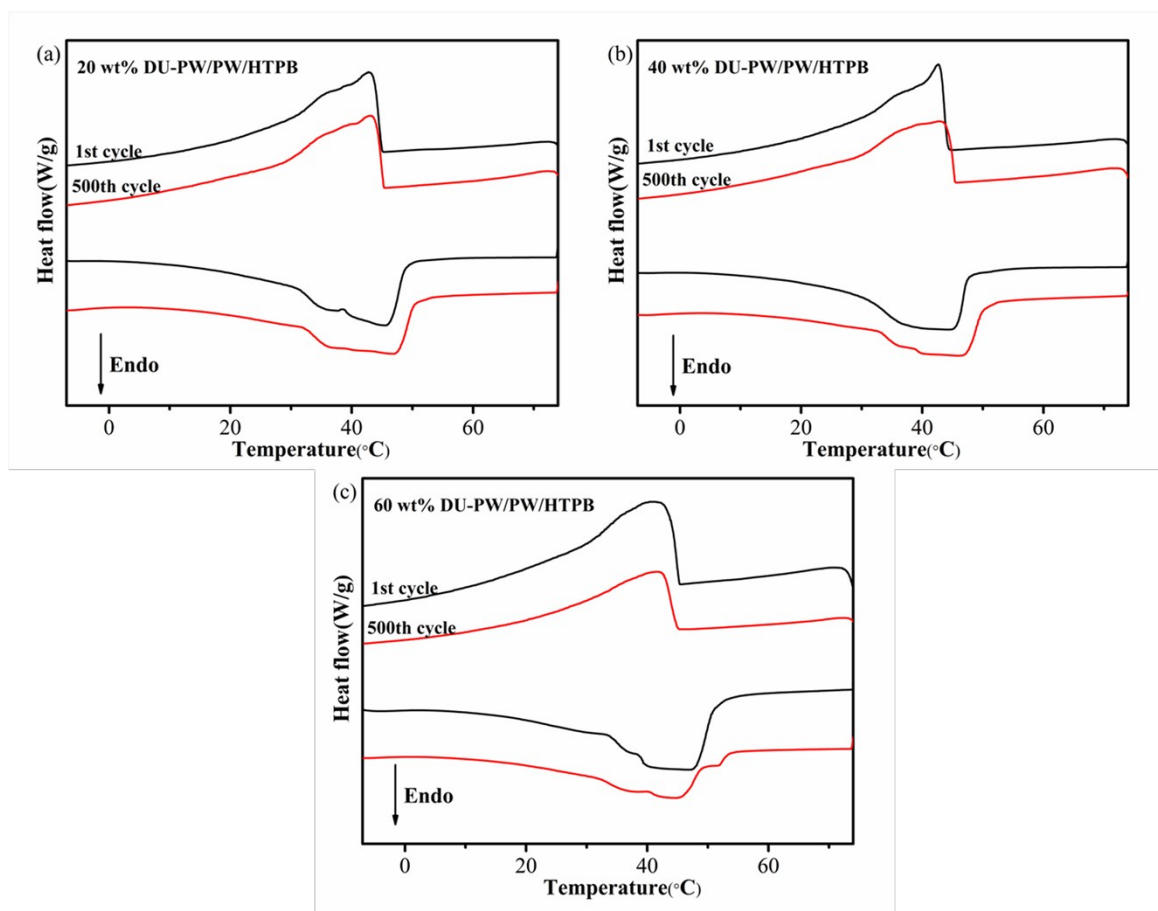 (a)
20 wt% DU-PW/PW/HTPB
1st cycle
500th cycle
Heat flow(W/g)
Endo
0 20 40 60
Temperature(°C)
(b)
40 wt% DU-PW/PW/HTPB
1st cycle
500th cycle
Heat flow(W/g)
Endo
0 20 40 60
Temperature(°C)
(c)
60 wt% DU-PW/PW/HTPB
1st cycle
500th cycle
Heat flow(W/g)
Endo
0 20 40 60
Temperature(°C)